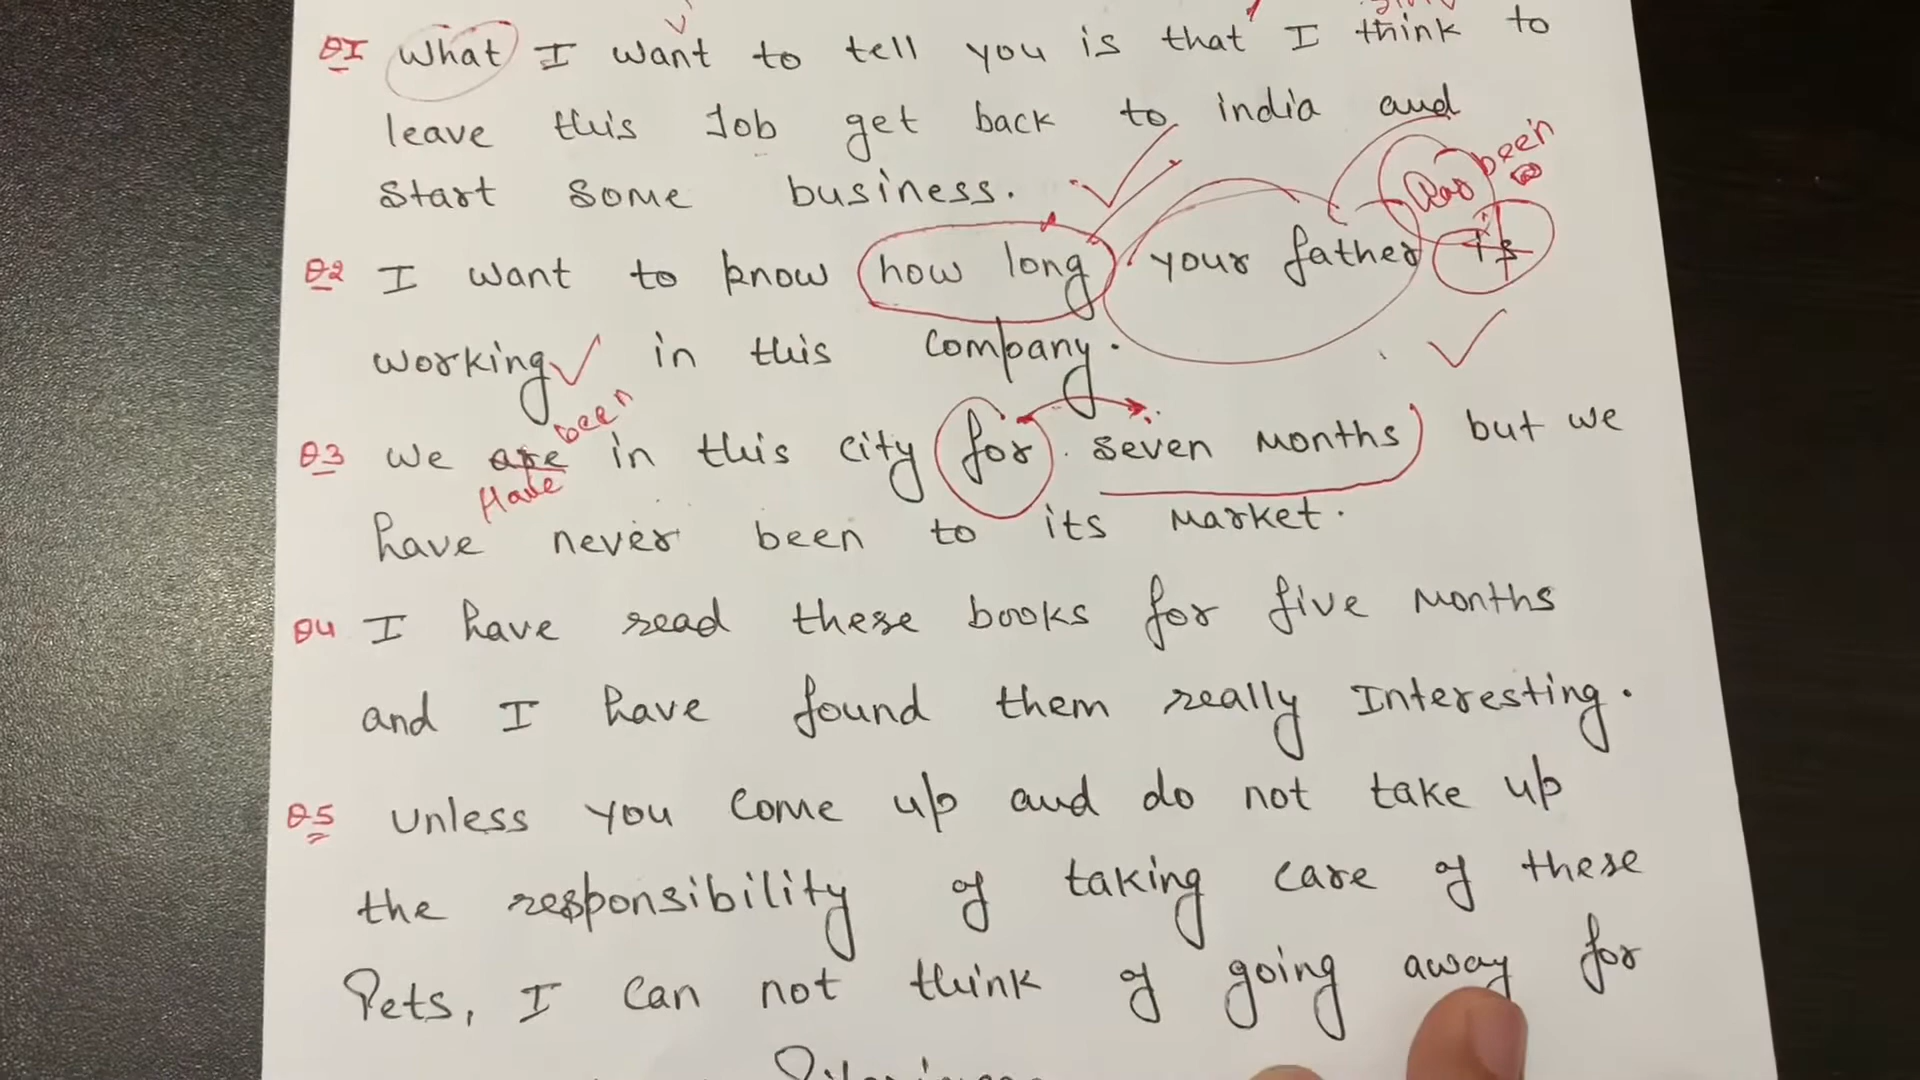 Q1 What I want to tell you is that I think to
leave this Job get back to india and
start some business.
has been
Q2 I want to know how long your father is
working in this company.
been
Q3 we are in this city for seven months but we
Have
have never been to its market.
Q4 I have read these books for five months
and I have found them really Interesting.
Q5 unless you come up and do not take up
the responsibility of taking care of these
Pets, I can not think of going away for